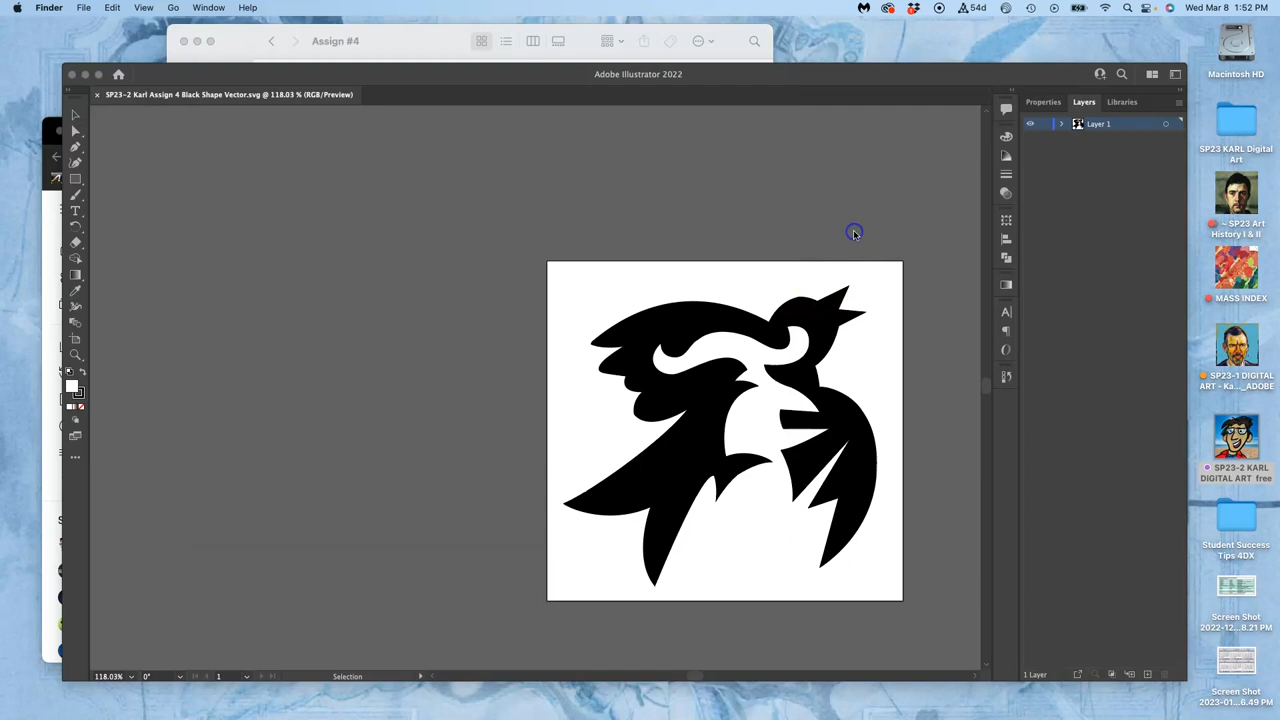 Finder File Edit View Go Window Help
54d
Wed Mar 8 1:52 PM
Assign #4
Adobe Illustrator 2022
× SP23-2 Karl Assign 4 Black Shape Vector.svg @ 118.03 % (RGB/Preview)
Properties Layers Libraries
Layer 1
Macintosh HD
SP23 KARL Digital
Art
~ SP23 Art
History I & II
MASS INDEX
SP23-1 DIGITAL
ART - Ka..._ADOBE
SP23-2 KARL
DIGITAL ART free
Student Success
Tips 4DX
Screen Shot
2022-12...8.21 PM
Screen Shot
2023-01...6.49 PM
118.03% 0° 1 Selection
1 Layer